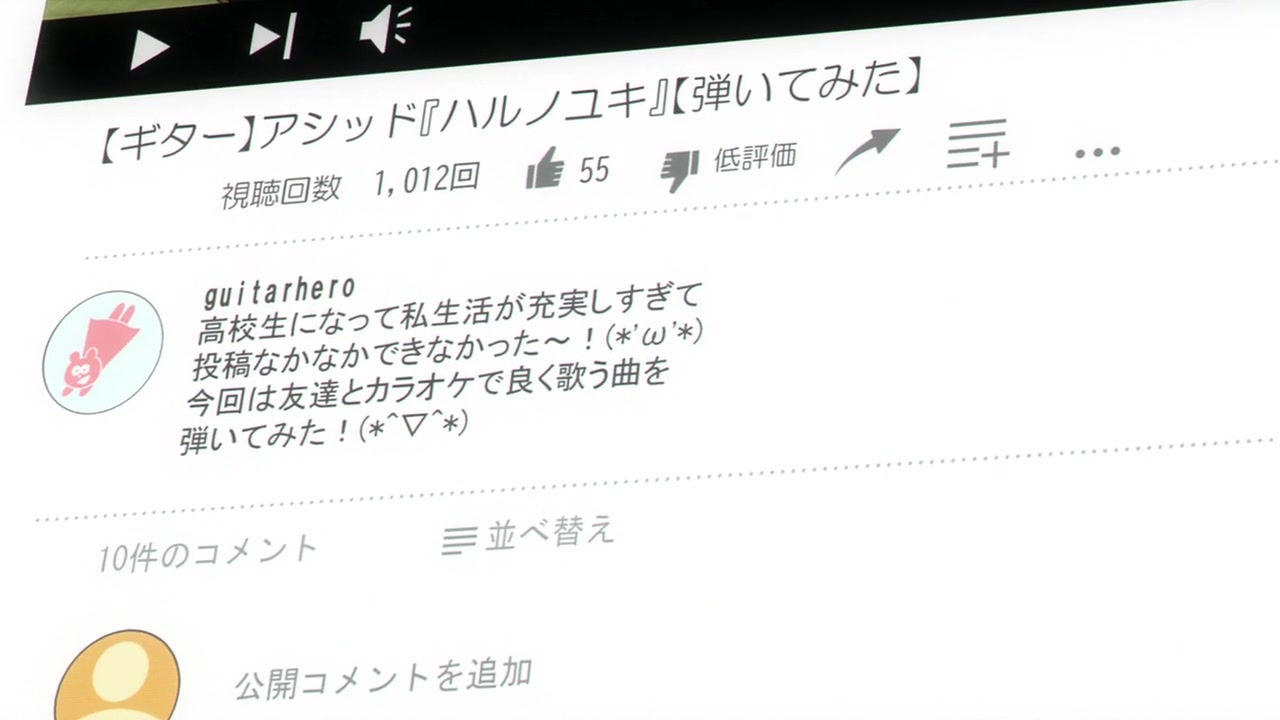 【ギター】アシッド『ハルノユキ』【弾いてみた】
視聴回数 1,012回 55 低評価
guitarhero
高校生になって私生活が充実しすぎて
投稿なかなかできなかった～！(*'ω'*)
今回は友達とカラオケで良く歌う曲を
弾いてみた！(*^▽^*)
10件のコメント 並べ替え
公開コメントを追加